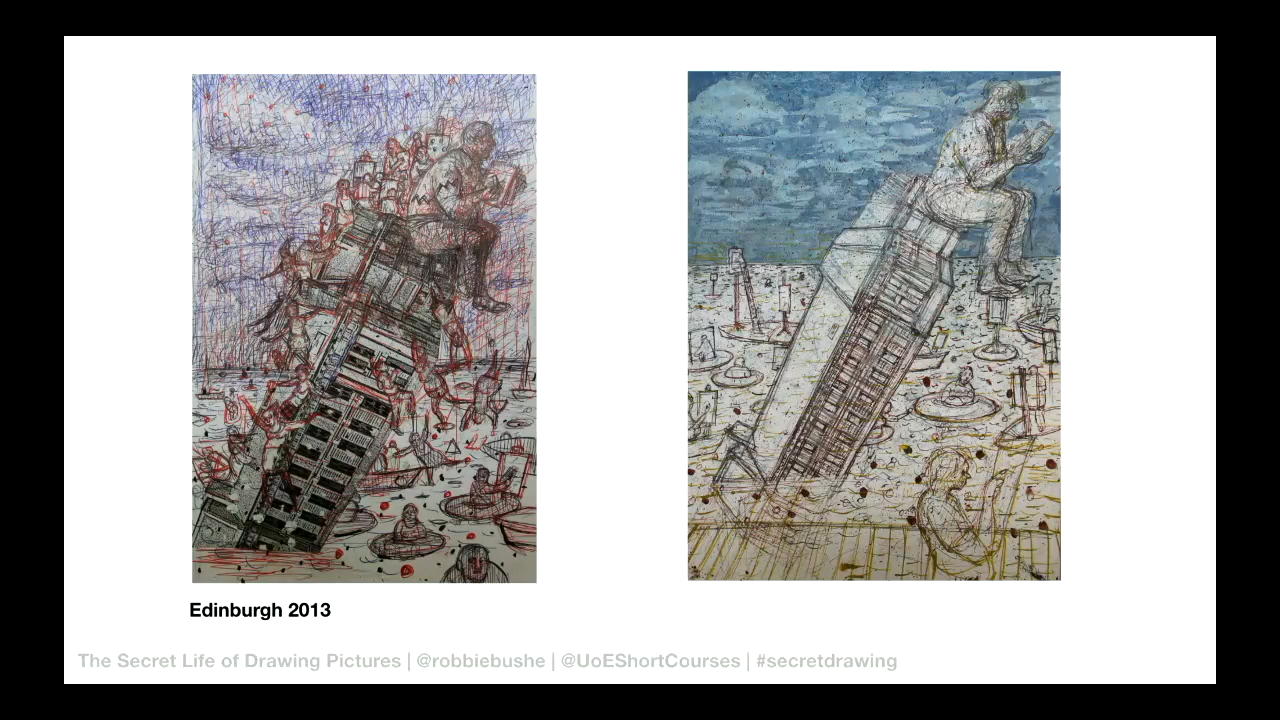 Edinburgh 2013
The Secret Life of Drawing Pictures | @robbiebushe | @UoEShortCourses | #secretdrawing